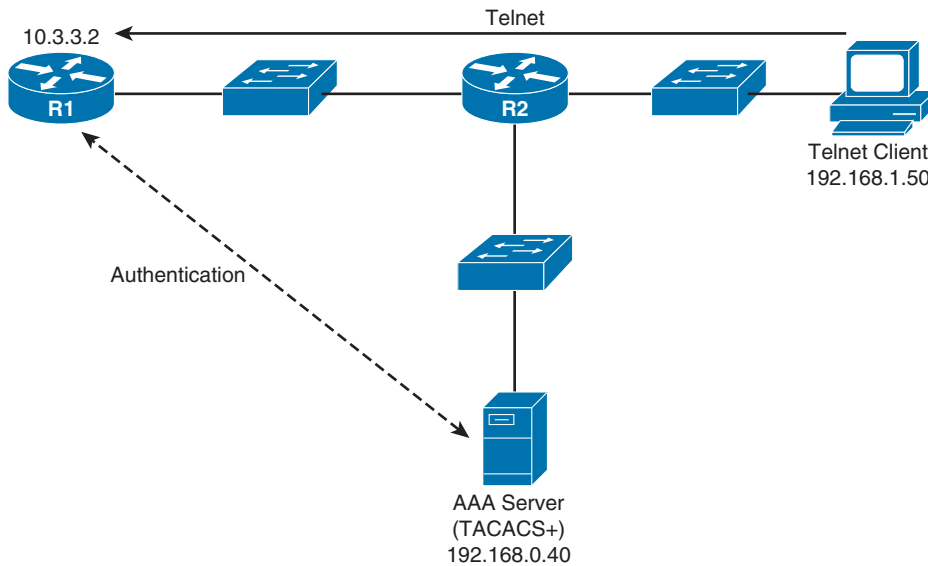 Telnet
10.3.3.2
R1
R2
Telnet Client
192.168.1.50
Authentication
AAA Server
(TACACS+)
192.168.0.40